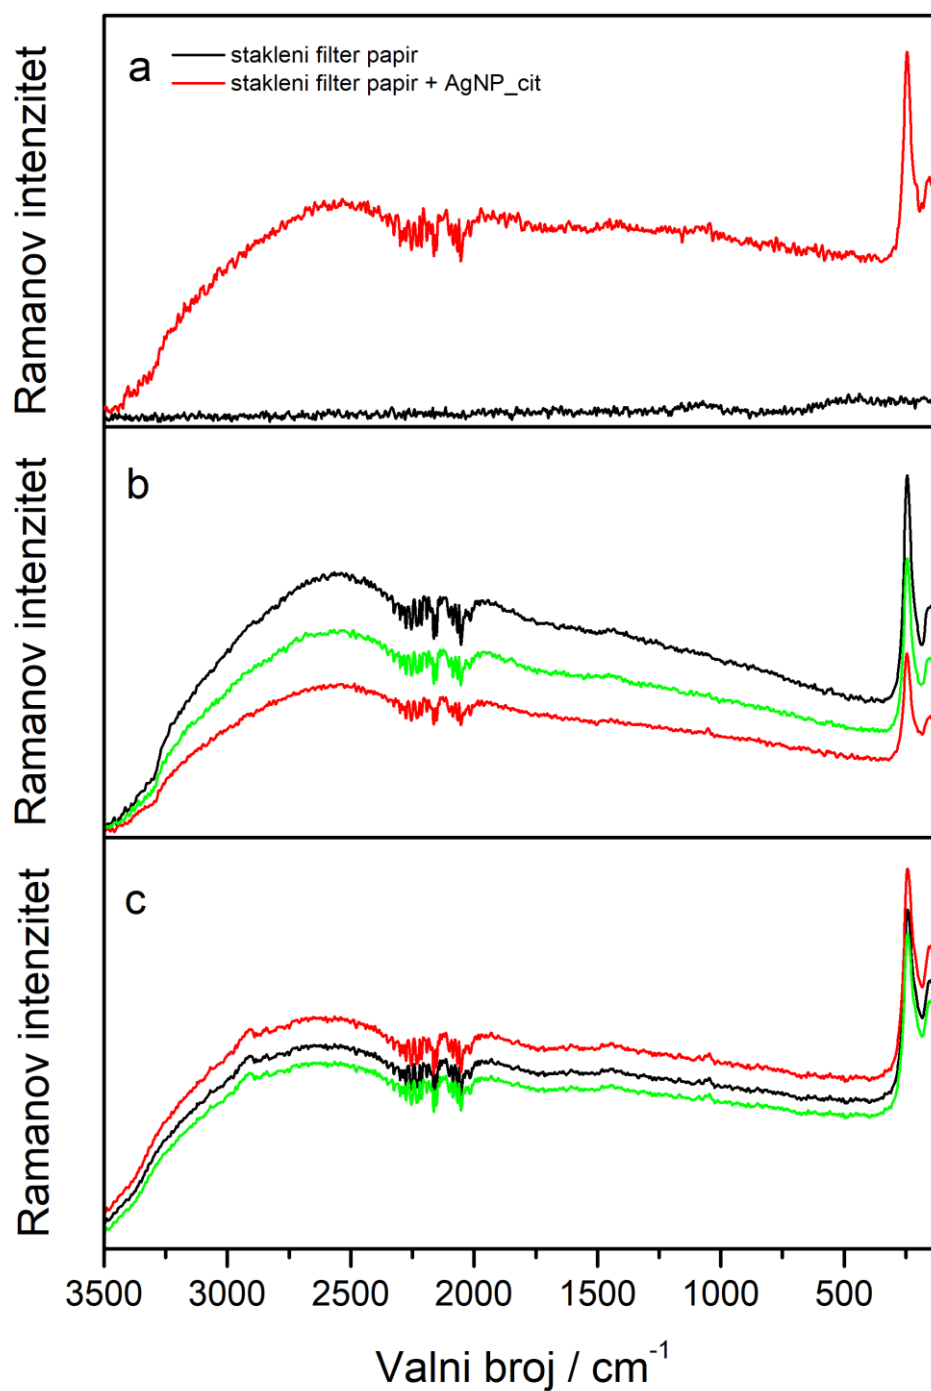 a
stakleni filter papir
stakleni filter papir + AgNP_cit
Ramanov intenzitet
b
Ramanov intenzitet
c
Ramanov intenzitet
3500 3000 2500 2000 1500 1000 500
Valni broj / cm⁻¹